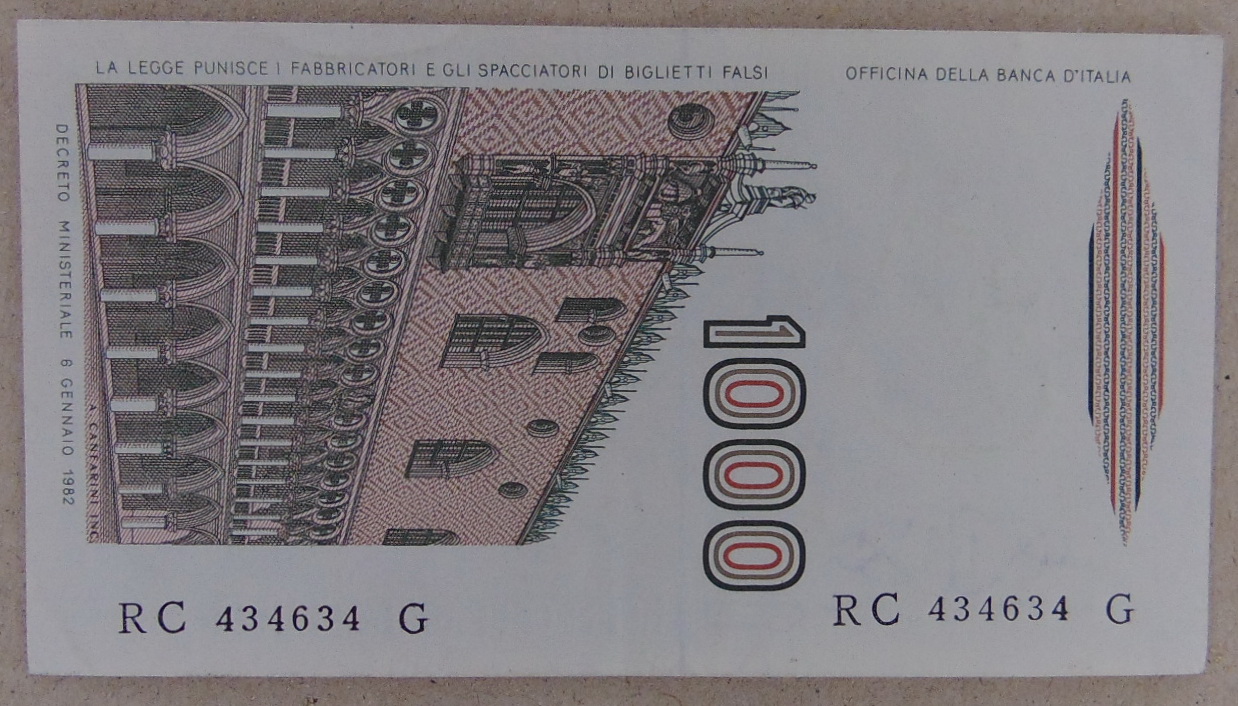 LA LEGGE PUNISCE I FABBRICATORI E GLI SPACCIATORI DI BIGLIETTI FALSI
OFFICINA DELLA BANCA D'ITALIA
DECRETO MINISTERIALE 6 GENNAIO 1982
A. CANFARINI INC.
1000
RC 434634 G
RC 434634 G